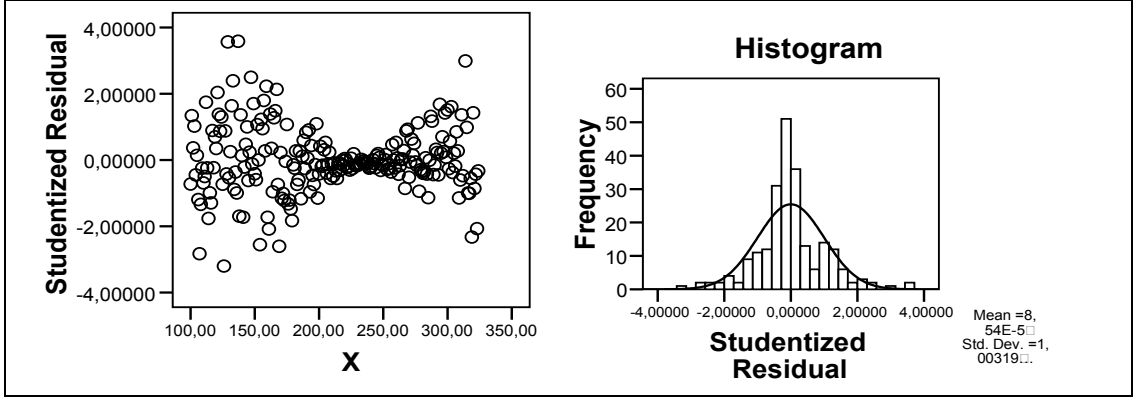 4,00000
2,00000
0,00000
-2,00000
-4,00000
Studentized Residual
100,00 150,00 200,00 250,00 300,00 350,00
X
Histogram
60
50
40
30
20
10
0
Frequency
-4,00000 -2,00000 0,00000 2,00000 4,00000
Studentized
Residual
Mean =8,
54E-5□
Std. Dev. =1,
00319□.